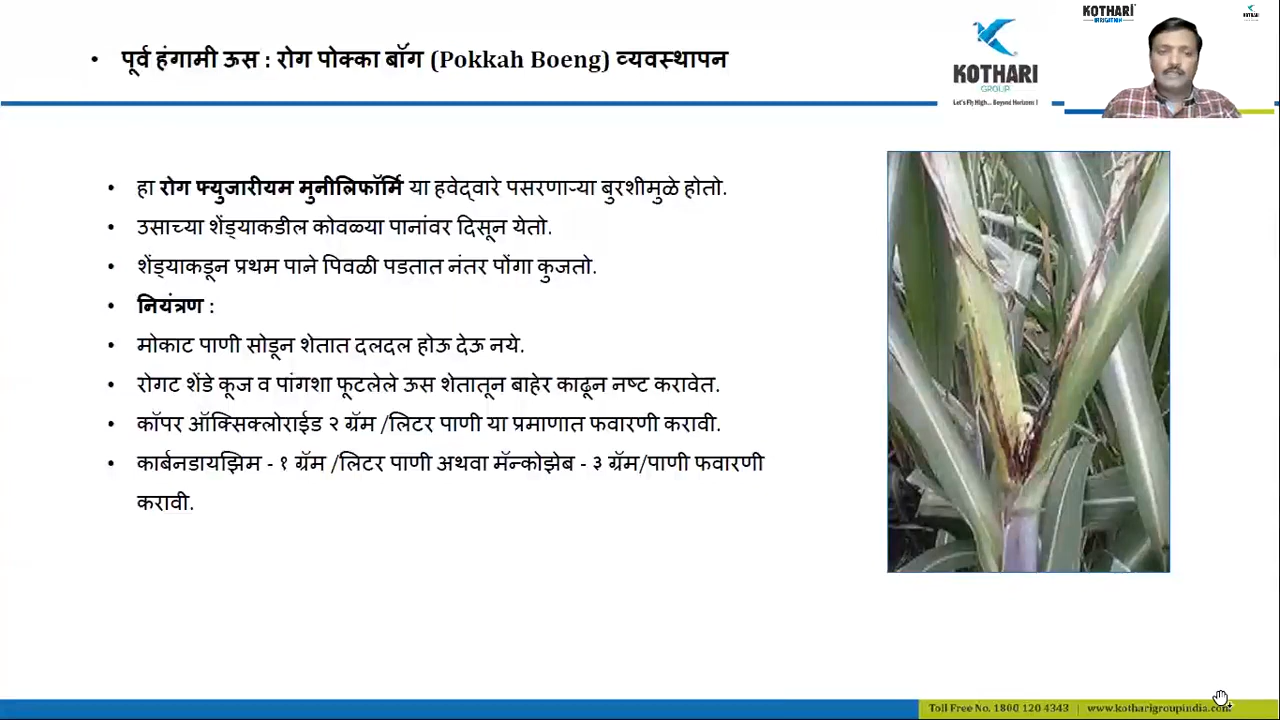 KOTHARI
IRRIGATION
• पूर्व हंगामी ऊस : रोग पोक्का बॉंग (Pokkah Boeng) व्यवस्थापन
KOTHARI
GROUP
Let's Fly High... Beyond Horizons !
• हा रोग फ्युजारीयम मुनीलिफॉर्मि या हवेद्वारे पसरणाऱ्या बुरशीमुळे होतो.
• उसाच्या शेंड्याकडील कोवळ्या पानांवर दिसून येतो.
• शेंड्याकडून प्रथम पाने पिवळी पडतात नंतर पोंगा कुजतो.
• नियंत्रण :
• मोकाट पाणी सोडून शेतात दलदल होऊ देऊ नये.
• रोगट शेंडे कूज व पांगशा फूटलेले ऊस शेतातून बाहेर काढून नष्ट करावेत.
• कॉपर ऑक्सिक्लोराईड २ ग्रॅम /लिटर पाणी या प्रमाणात फवारणी करावी.
• कार्बनडायझिम - १ ग्रॅम /लिटर पाणी अथवा मॅन्कोझेब - ३ ग्रॅम/पाणी फवारणी
करावी.
Toll Free No. 1800 120 4343 | www.kotharigroupindia.com